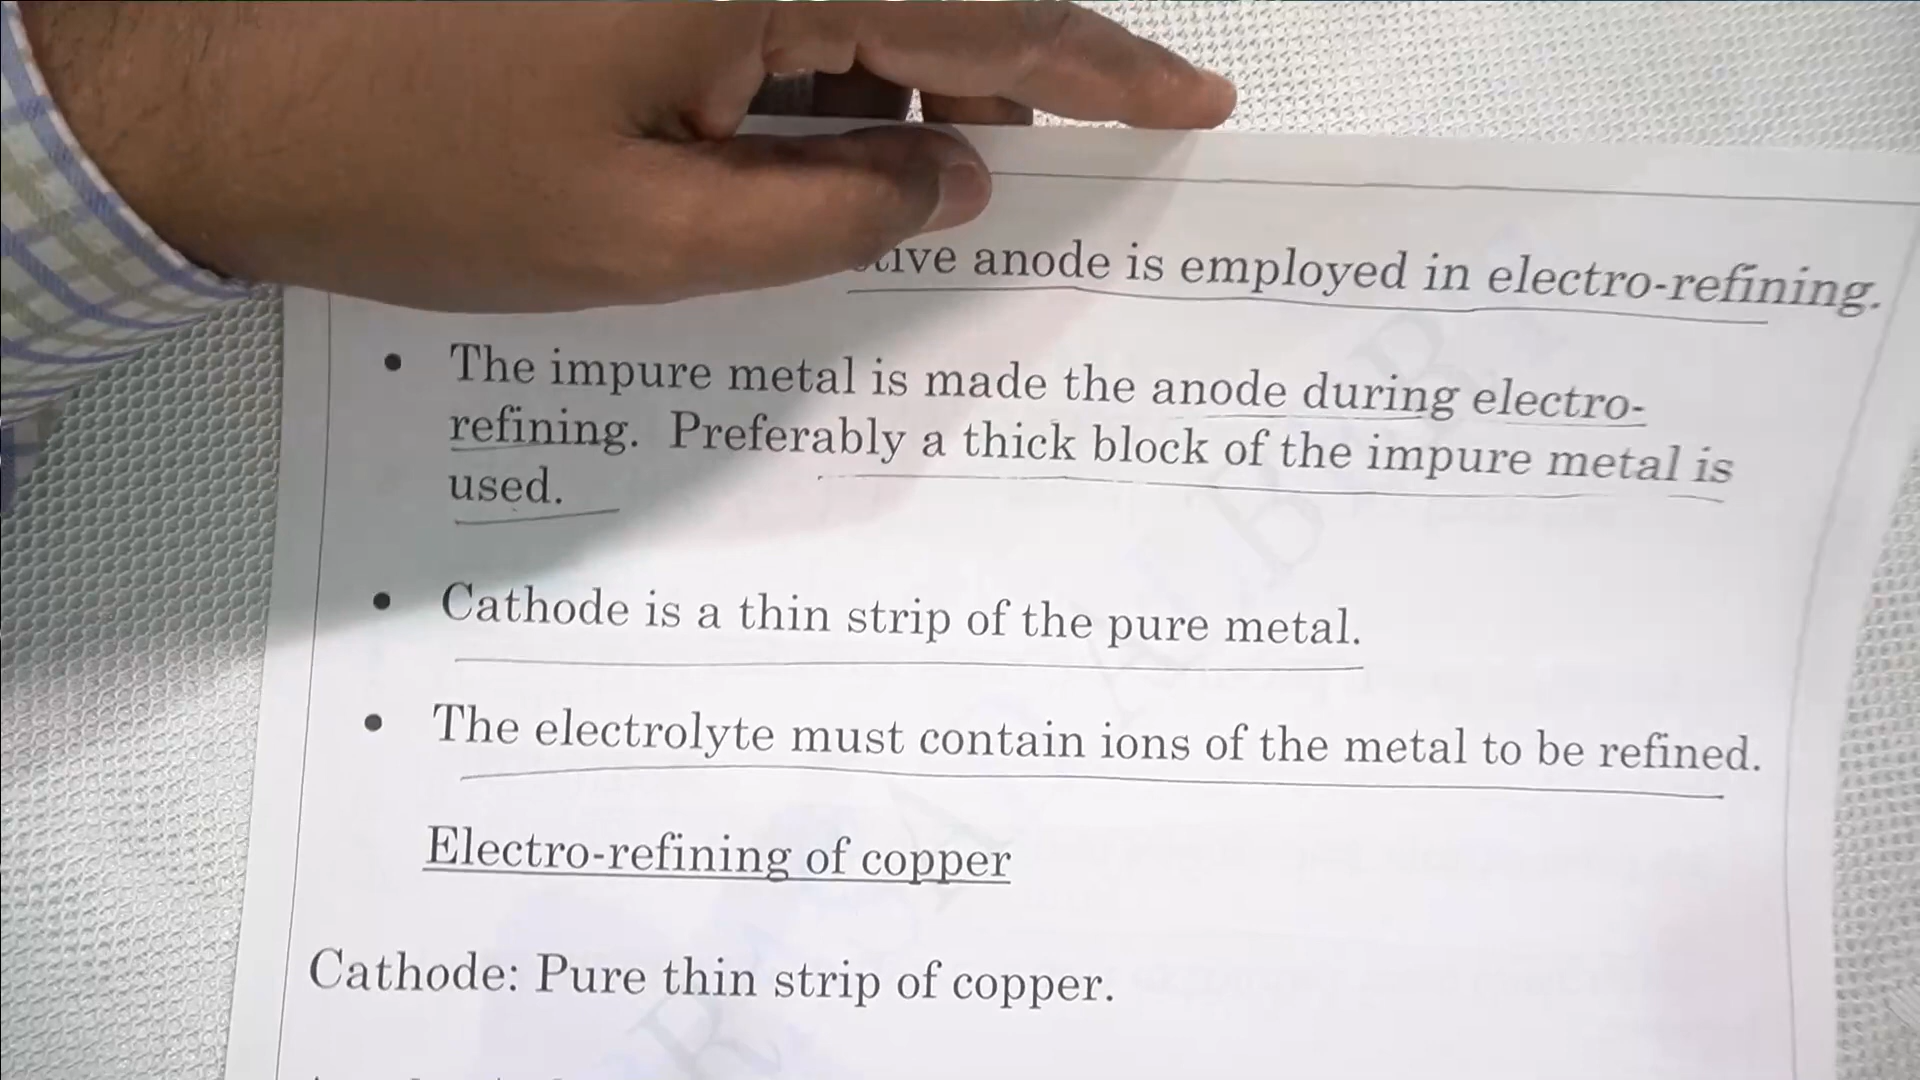 anode is employed in electro-refining.
• The impure metal is made the anode during electro-
refining. Preferably a thick block of the impure metal is
used.
• Cathode is a thin strip of the pure metal.
• The electrolyte must contain ions of the metal to be refined.
Electro-refining of copper
Cathode: Pure thin strip of copper.